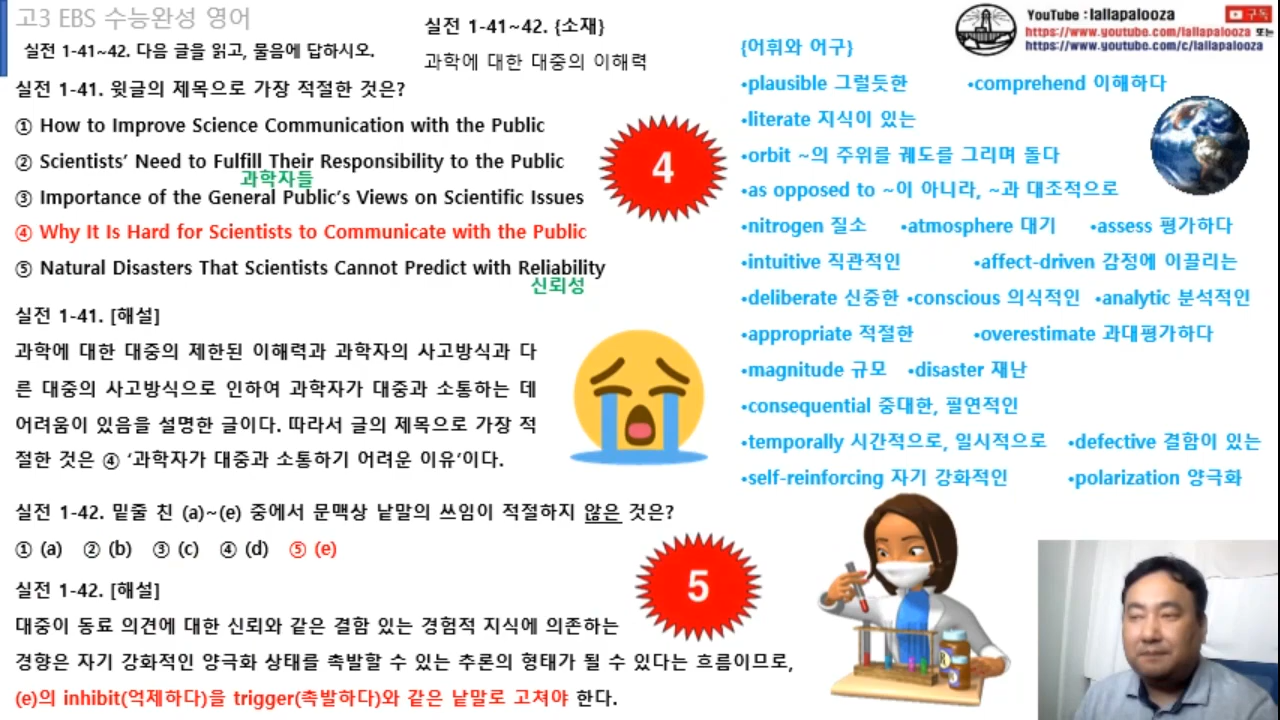 고3 EBS 수능완성 영어
실전 1-41~42. 다음 글을 읽고, 물음에 답하시오.
실전 1-41. 윗글의 제목으로 가장 적절한 것은?
① How to Improve Science Communication with the Public
② Scientists’ Need to Fulfill Their Responsibility to the Public
과학자들
③ Importance of the General Public’s Views on Scientific Issues
④ Why It Is Hard for Scientists to Communicate with the Public
⑤ Natural Disasters That Scientists Cannot Predict with Reliability
신뢰성
4
실전 1-41. [해설]
과학에 대한 대중의 제한된 이해력과 과학자의 사고방식과 다
른 대중의 사고방식으로 인하여 과학자가 대중과 소통하는 데
어려움이 있음을 설명한 글이다. 따라서 글의 제목으로 가장 적
절한 것은 ④ ‘과학자가 대중과 소통하기 어려운 이유’이다.
실전 1-42. 밑줄 친 (a)~(e) 중에서 문맥상 낱말의 쓰임이 적절하지 않은 것은?
① (a) ② (b) ③ (c) ④ (d) ⑤ (e)
5
실전 1-42. [해설]
대중이 동료 의견에 대한 신뢰와 같은 결함 있는 경험적 지식에 의존하는
경향은 자기 강화적인 양극화 상태를 촉발할 수 있는 추론의 형태가 될 수 있다는 흐름이므로,
(e)의 inhibit(억제하다)을 trigger(촉발하다)와 같은 낱말로 고쳐야 한다.
실전 1-41~42. {소재}
과학에 대한 대중의 이해력
YouTube : lallapalooza
구독
https://www.youtube.com/lallapalooza 또는
https://www.youtube.com/c/lallapalooza
{어휘와 어구}
•plausible 그럴듯한 •comprehend 이해하다
•literate 지식이 있는
•orbit ~의 주위를 궤도를 그리며 돌다
•as opposed to ~이 아니라, ~과 대조적으로
•nitrogen 질소 •atmosphere 대기 •assess 평가하다
•intuitive 직관적인 •affect-driven 감정에 이끌리는
•deliberate 신중한 •conscious 의식적인 •analytic 분석적인
•appropriate 적절한 •overestimate 과대평가하다
•magnitude 규모 •disaster 재난
•consequential 중대한, 필연적인
•temporally 시간적으로, 일시적으로 •defective 결함이 있는
•self-reinforcing 자기 강화적인 •polarization 양극화